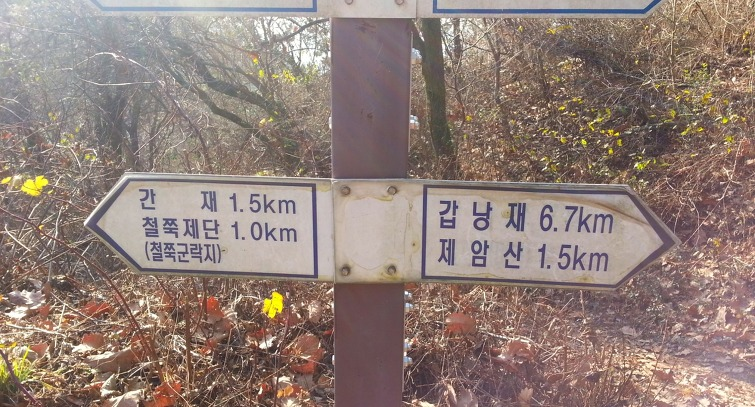 간 재 1.5km
철쭉제단 1.0km
(철쭉군락지)
갑 낭 재 6.7km
제 암 산 1.5km